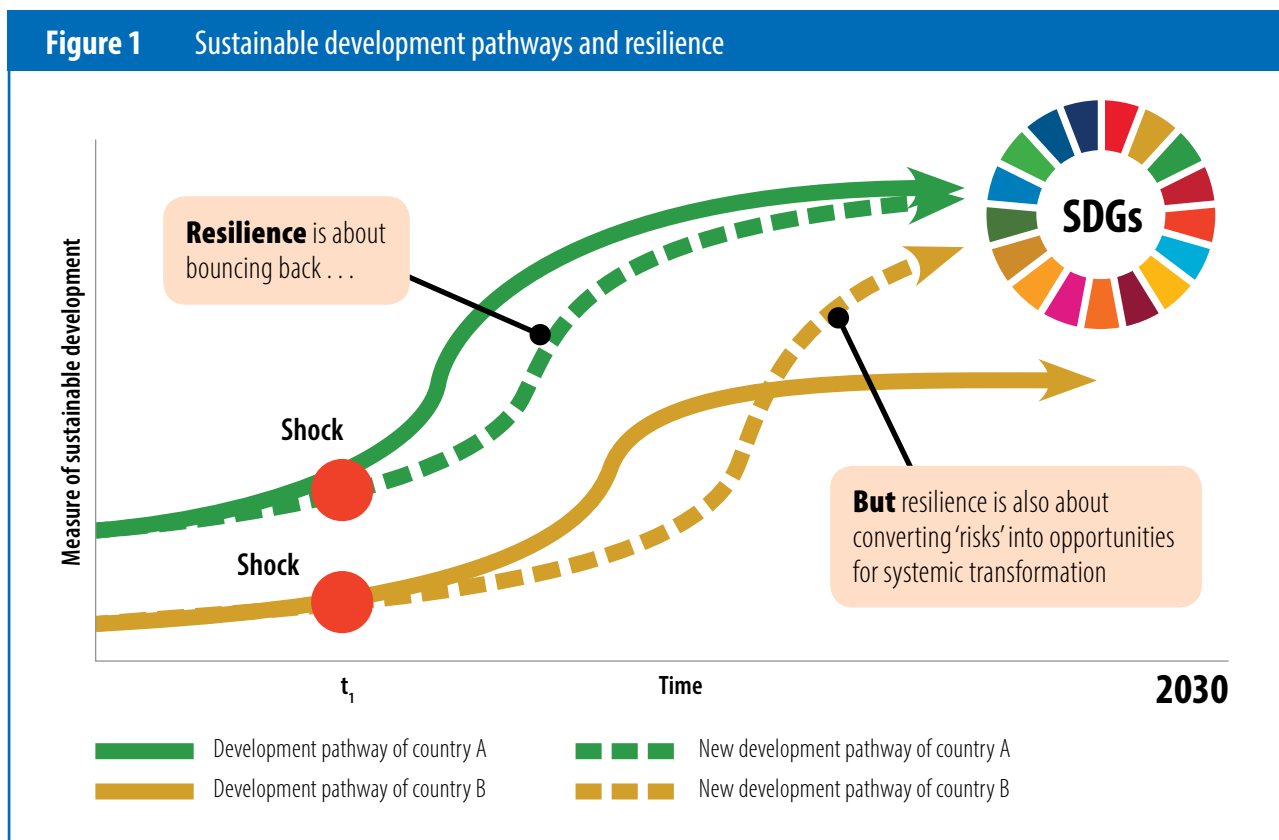 Figure 1 Sustainable development pathways and resilience
Measure of sustainable development
Resilience is about
bouncing back . . .
SDGs
Shock
Shock
But resilience is also about
converting ‘risks’ into opportunities
for systemic transformation
t1
Time
2030
Development pathway of country A
New development pathway of country A
Development pathway of country B
New development pathway of country B